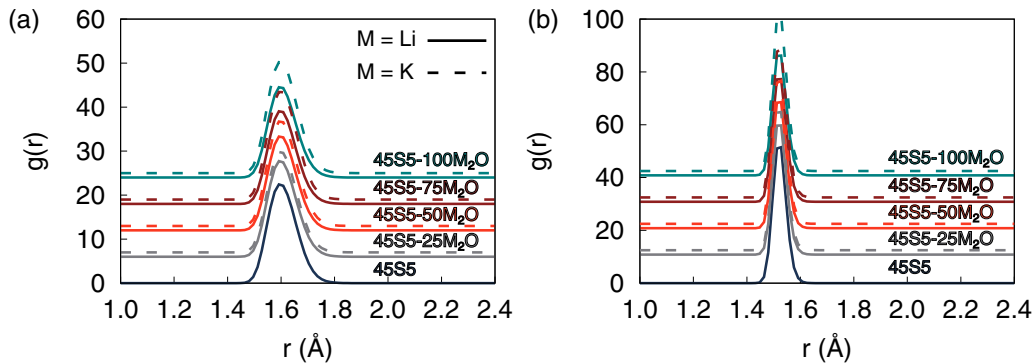 (a)
60
50
40
30
20
10
0
g(r)
M = Li
M = K
45S5-100M₂O
45S5-75M₂O
45S5-50M₂O
45S5-25M₂O
45S5
1.0 1.2 1.4 1.6 1.8 2.0 2.2 2.4
r (Å)
(b)
100
80
60
40
20
0
g(r)
45S5-100M₂O
45S5-75M₂O
45S5-50M₂O
45S5-25M₂O
45S5
1.0 1.2 1.4 1.6 1.8 2.0 2.2 2.4
r (Å)